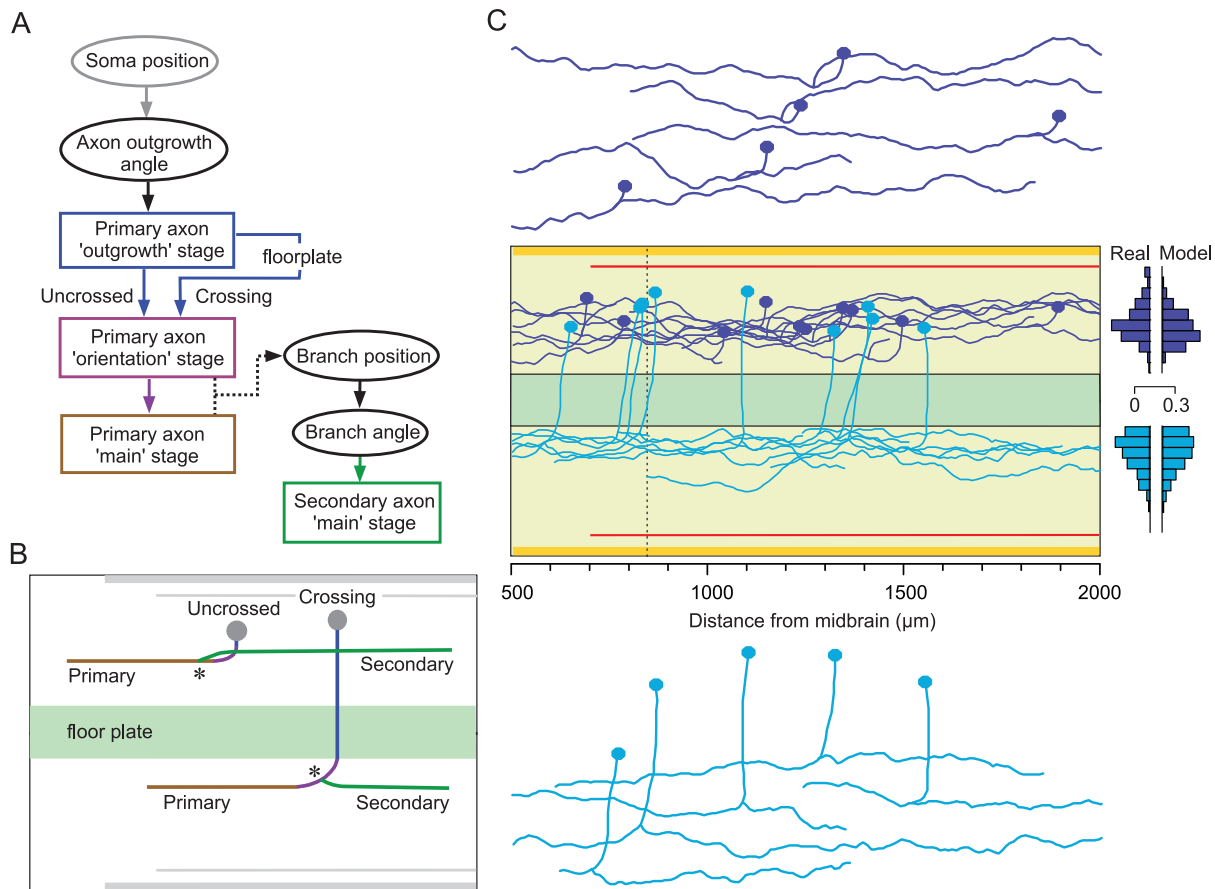 A
Soma position
Axon outgrowth
angle
Primary axon
'outgrowth' stage
floorplate
Uncrossed
Crossing
Primary axon
'orientation' stage
Branch position
Primary axon
'main' stage
Branch angle
Secondary axon
'main' stage
B
Crossing
Uncrossed
Primary
Secondary
*
floor plate
*
Primary
Secondary
C
Real Model
0 0.3
500 1000 1500 2000
Distance from midbrain (µm)